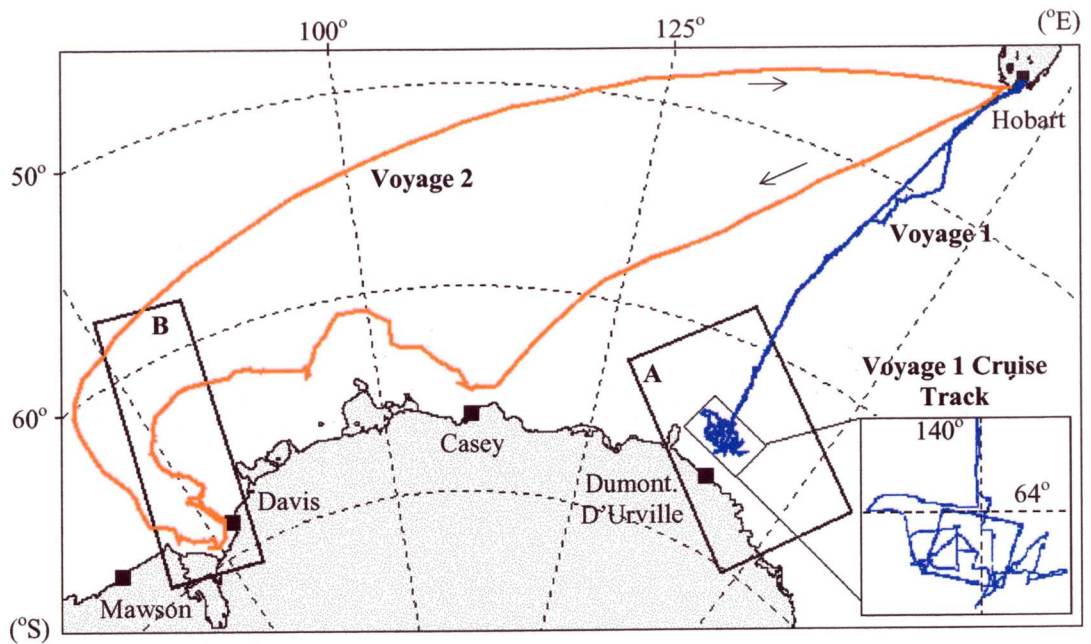 100° 125° (°E)
Hobart
50°
Voyage 2
Voyage 1
B
A
Voyage 1 Cruise
Track
60°
140°
Casey
64°
Davis
Dumont.
D'Urville
Mawson
(°S)